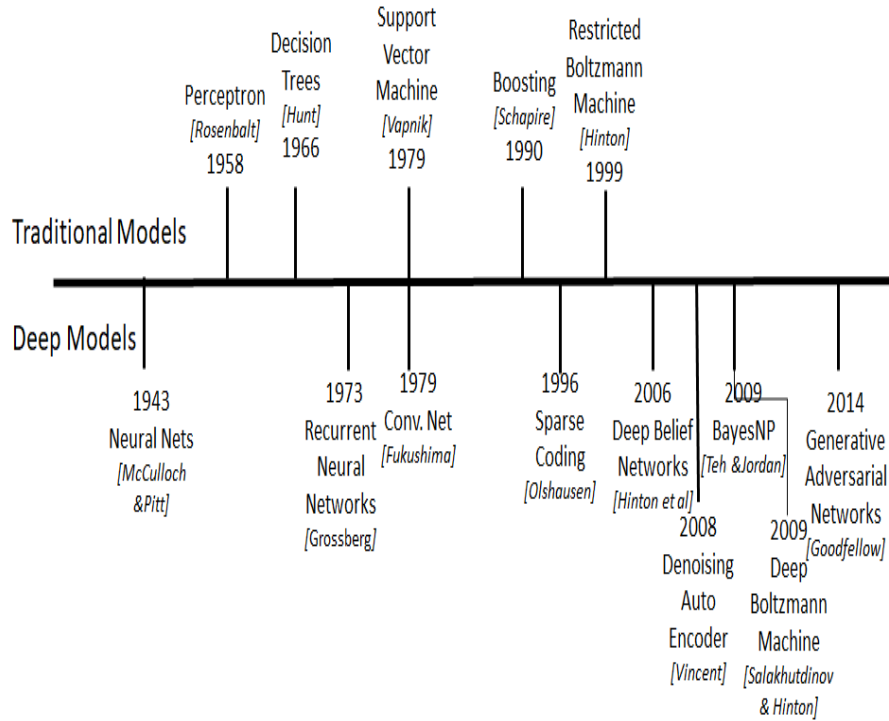 Perceptron
[Rosenbalt]
1958
Decision
Trees
[Hunt]
1966
Support
Vector
Machine
[Vapnik]
1979
Boosting
[Schapire]
1990
Restricted
Boltzmann
Machine
[Hinton]
1999
Traditional Models
Deep Models
1943
Neural Nets
[McCulloch
&Pitt]
1973
Recurrent
Neural
Networks
[Grossberg]
1979
Conv. Net
[Fukushima]
1996
Sparse
Coding
[Olshausen]
2006
Deep Belief
Networks
[Hinton et al]
2008
Denoising
Auto
Encoder
[Vincent]
2009
BayesNP
[Teh &Jordan]
2009
Deep
Boltzmann
Machine
[Salakhutdinov
& Hinton]
2014
Generative
Adversarial
Networks
[Goodfellow]